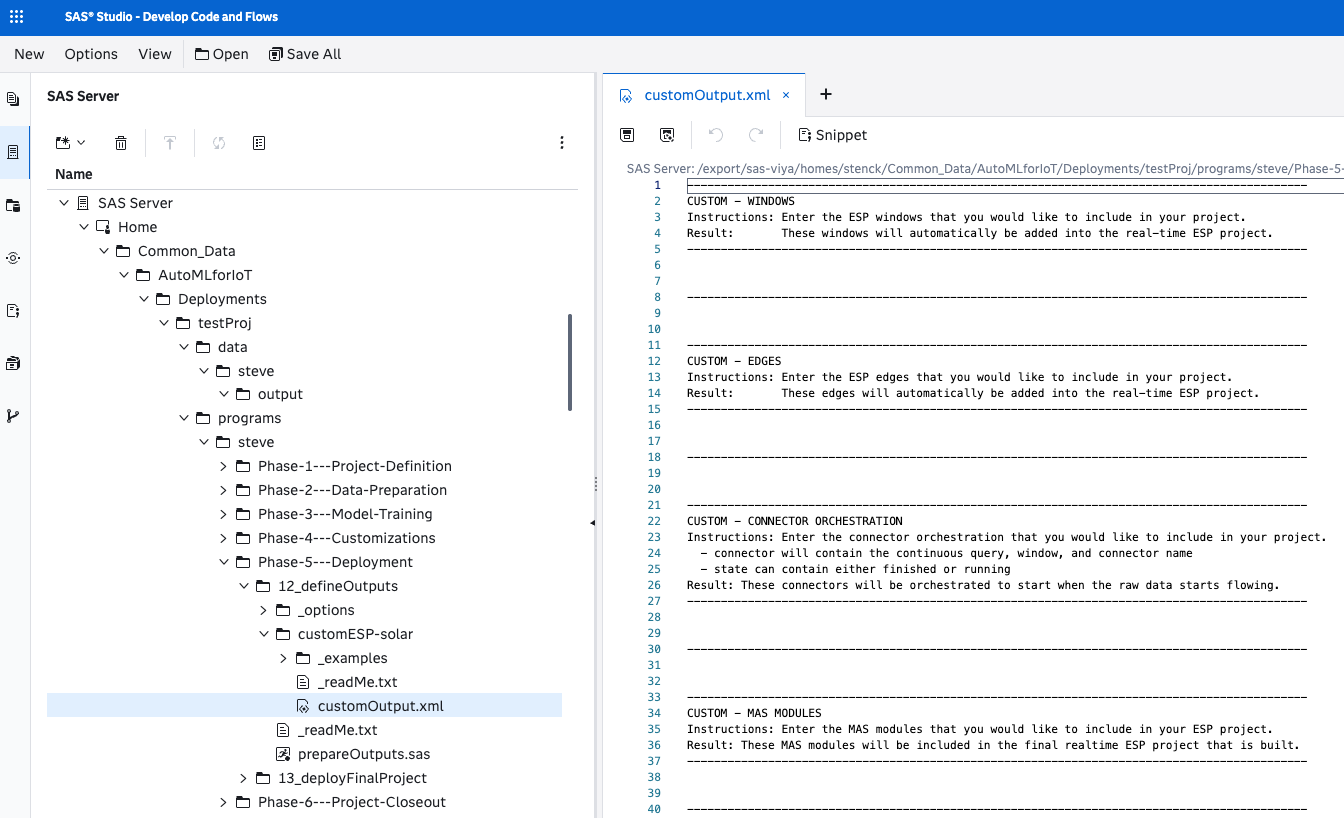 SAS® Studio - Develop Code and Flows
New Options View Open Save All
SAS Server
Name
SAS Server
Home
Common_Data
AutoMLforIoT
Deployments
testProj
data
steve
output
programs
steve
Phase-1---Project-Definition
Phase-2---Data-Preparation
Phase-3---Model-Training
Phase-4---Customizations
Phase-5---Deployment
12_defineOutputs
_options
customESP-solar
_examples
_readMe.txt
customOutput.xml
_readMe.txt
prepareOutputs.sas
13_deployFinalProject
Phase-6---Project-Closeout
customOutput.xml × +
Snippet
SAS Server: /export/sas-viya/homes/stenck/Common_Data/AutoMLforIoT/Deployments/testProj/programs/steve/Phase-5-
1 --------------------------------------------------------------------------------------------
2 CUSTOM - WINDOWS
3 Instructions: Enter the ESP windows that you would like to include in your project.
4 Result: These windows will automatically be added into the real-time ESP project.
5 --------------------------------------------------------------------------------------------
6
7
8 --------------------------------------------------------------------------------------------
9
10
11 --------------------------------------------------------------------------------------------
12 CUSTOM - EDGES
13 Instructions: Enter the ESP edges that you would like to include in your project.
14 Result: These edges will automatically be added into the real-time ESP project.
15 --------------------------------------------------------------------------------------------
16
17
18 --------------------------------------------------------------------------------------------
19
20
21 --------------------------------------------------------------------------------------------
22 CUSTOM - CONNECTOR ORCHESTRATION
23 Instructions: Enter the connector orchestration that you would like to include in your project.
24 - connector will contain the continuous query, window, and connector name
25 - state can contain either finished or running
26 Result: These connectors will be orchestrated to start when the raw data starts flowing.
27 --------------------------------------------------------------------------------------------
28
29
30 --------------------------------------------------------------------------------------------
31
32
33 --------------------------------------------------------------------------------------------
34 CUSTOM - MAS MODULES
35 Instructions: Enter the MAS modules that you would like to include in your ESP project.
36 Result: These MAS modules will be included in the final realtime ESP project that is built.
37 --------------------------------------------------------------------------------------------
38
39
40 --------------------------------------------------------------------------------------------